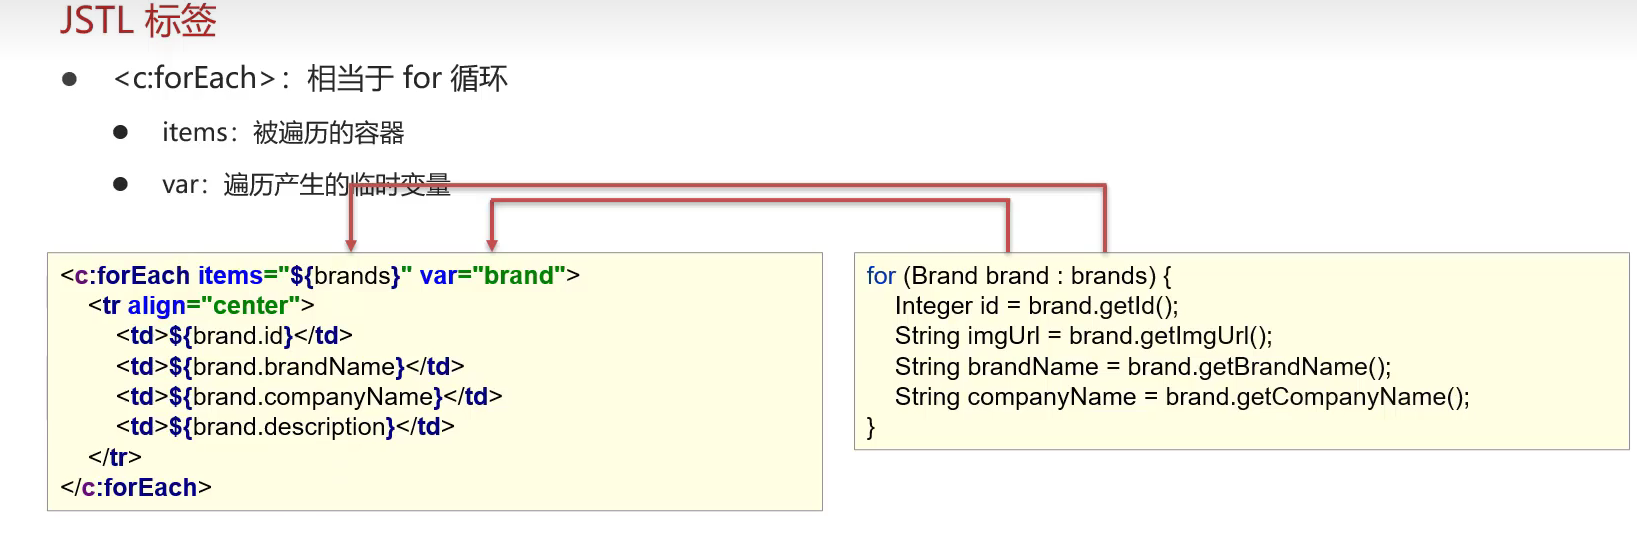 JSTL 标签
<c:forEach>：相当于 for 循环
items：被遍历的容器
var：遍历产生的临时变量
<c:forEach items="${brands}" var="brand">
<tr align="center">
<td>${brand.id}</td>
<td>${brand.brandName}</td>
<td>${brand.companyName}</td>
<td>${brand.description}</td>
</tr>
</c:forEach>
for (Brand brand : brands) {
Integer id = brand.getId();
String imgUrl = brand.getImgUrl();
String brandName = brand.getBrandName();
String companyName = brand.getCompanyName();
}